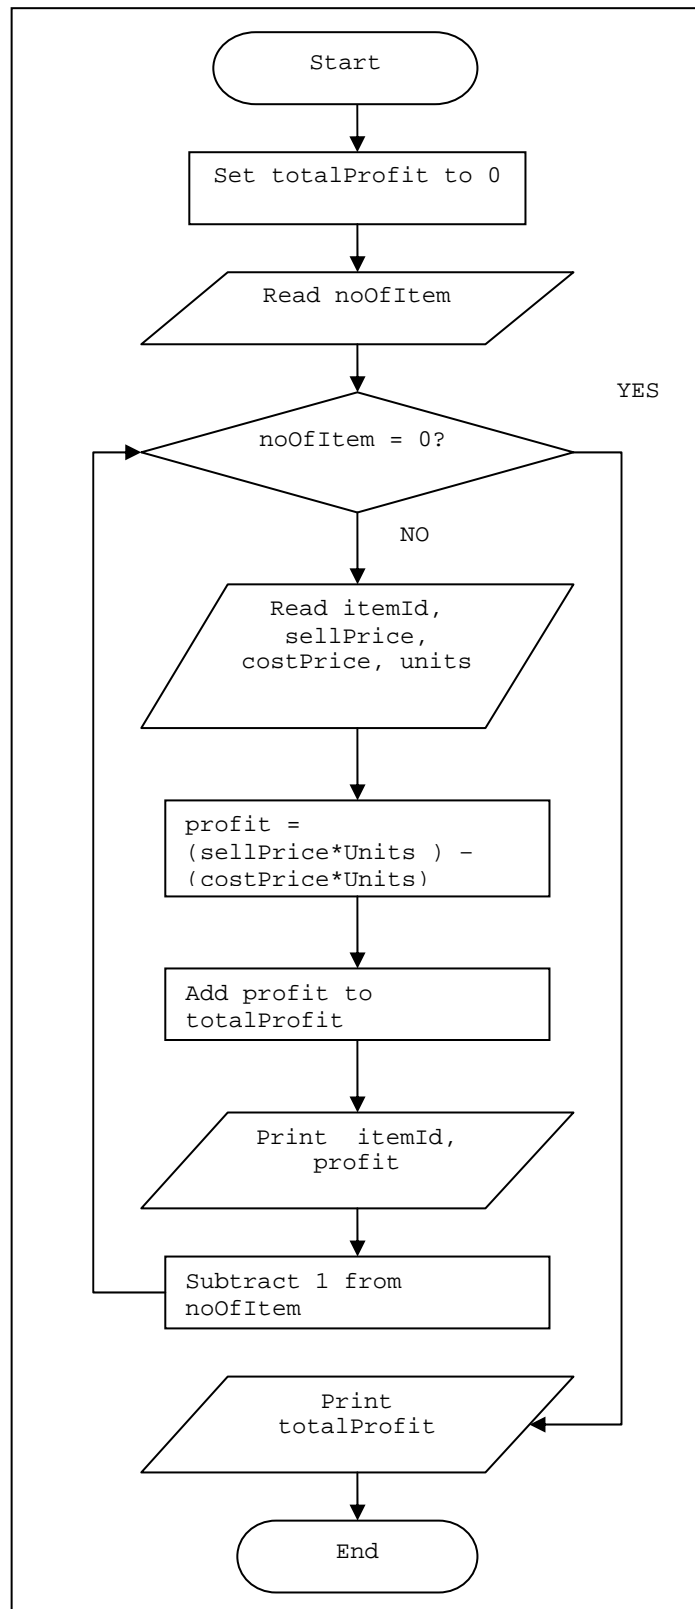 Start
Set totalProfit to 0
Read noOfItem
YES
noOfItem = 0?
NO
Read itemId,
sellPrice,
costPrice, units
profit =
(sellPrice*Units ) –
(costPrice*Units)
Add profit to
totalProfit
Print  itemId,
profit
Subtract 1 from
noOfItem
Print
totalProfit
End